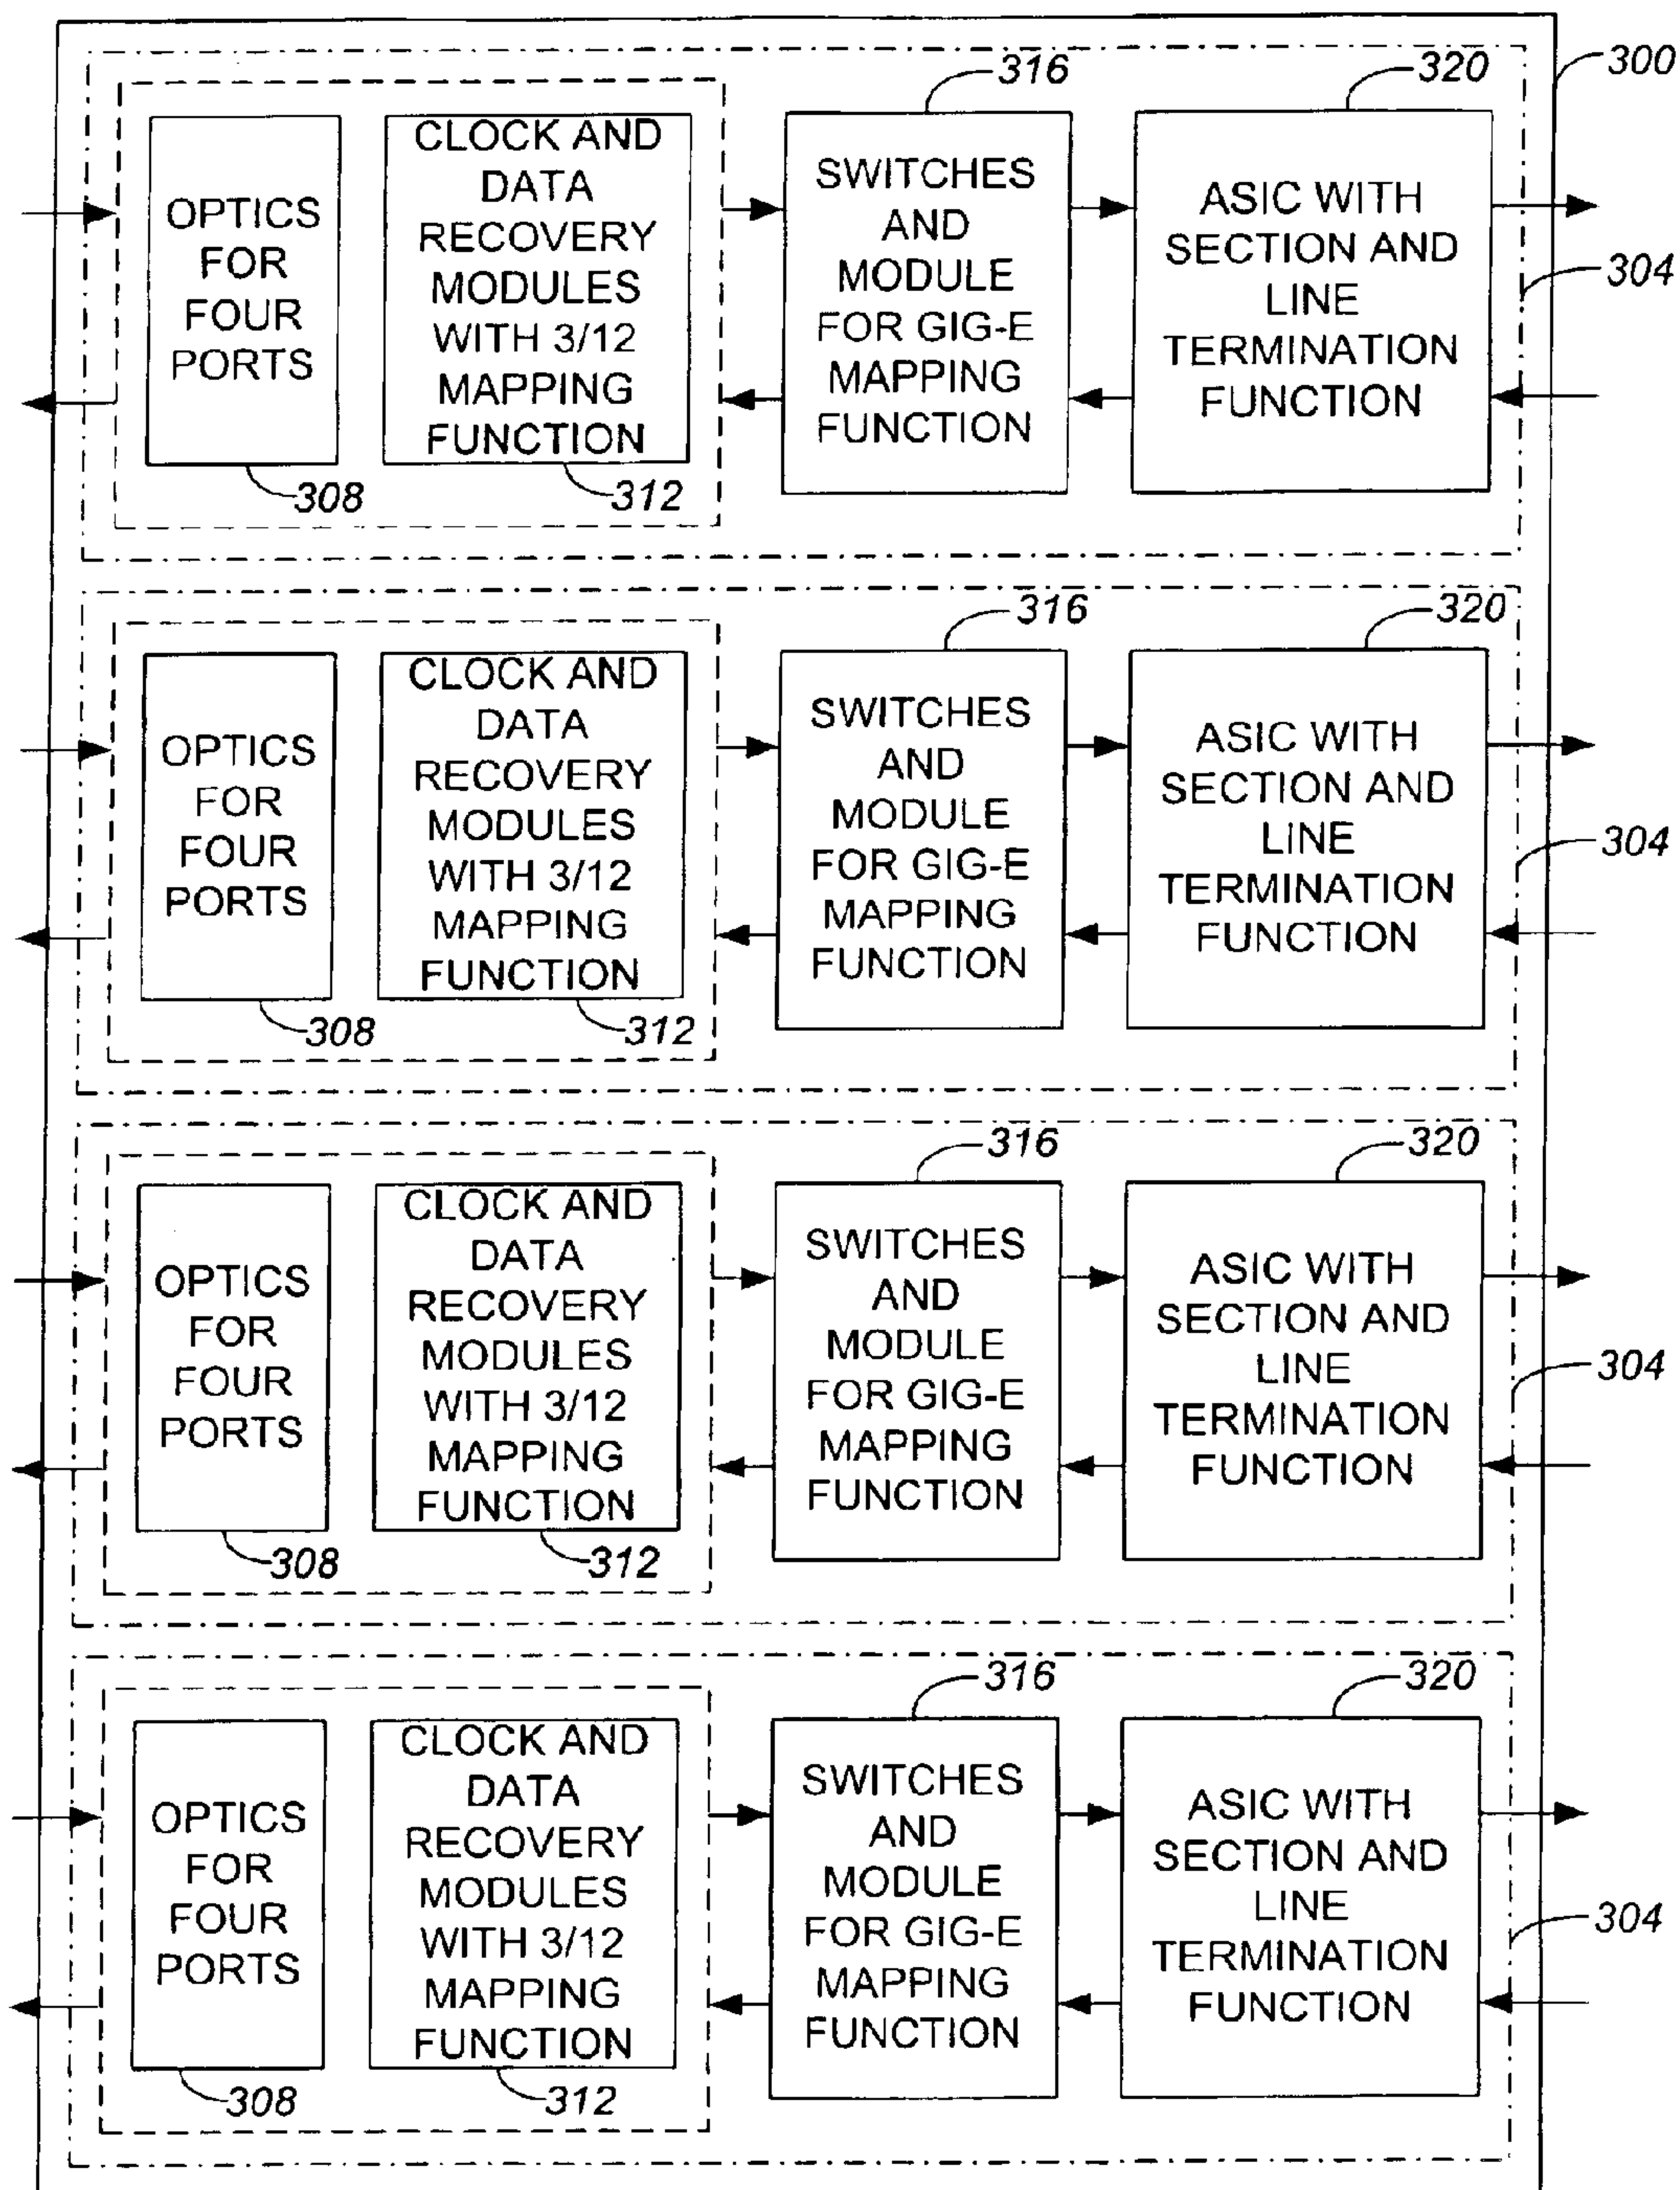 316
320
300
OPTICS
FOR
FOUR
PORTS
308
CLOCK AND
DATA
RECOVERY
MODULES
WITH 3/12
MAPPING
FUNCTION
312
SWITCHES
AND
MODULE
FOR GIG-E
MAPPING
FUNCTION
ASIC WITH
SECTION AND
LINE
TERMINATION
FUNCTION
304
316
320
OPTICS
FOR
FOUR
PORTS
308
CLOCK AND
DATA
RECOVERY
MODULES
WITH 3/12
MAPPING
FUNCTION
312
SWITCHES
AND
MODULE
FOR GIG-E
MAPPING
FUNCTION
ASIC WITH
SECTION AND
LINE
TERMINATION
FUNCTION
304
316
320
OPTICS
FOR
FOUR
PORTS
308
CLOCK AND
DATA
RECOVERY
MODULES
WITH 3/12
MAPPING
FUNCTION
312
SWITCHES
AND
MODULE
FOR GIG-E
MAPPING
FUNCTION
ASIC WITH
SECTION AND
LINE
TERMINATION
FUNCTION
304
316
320
OPTICS
FOR
FOUR
PORTS
308
CLOCK AND
DATA
RECOVERY
MODULES
WITH 3/12
MAPPING
FUNCTION
312
SWITCHES
AND
MODULE
FOR GIG-E
MAPPING
FUNCTION
ASIC WITH
SECTION AND
LINE
TERMINATION
FUNCTION
304